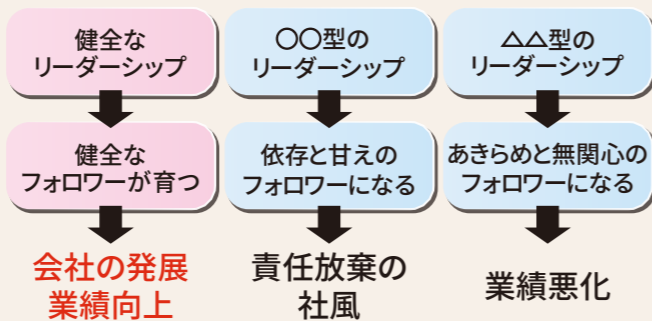 健全な
リーダーシップ
〇〇型の
リーダーシップ
△△型の
リーダーシップ
健全な
フォロワーが育つ
依存と甘えの
フォロワーになる
あきらめと無関心の
フォロワーになる
会社の発展
業績向上
責任放棄の
社風
業績悪化